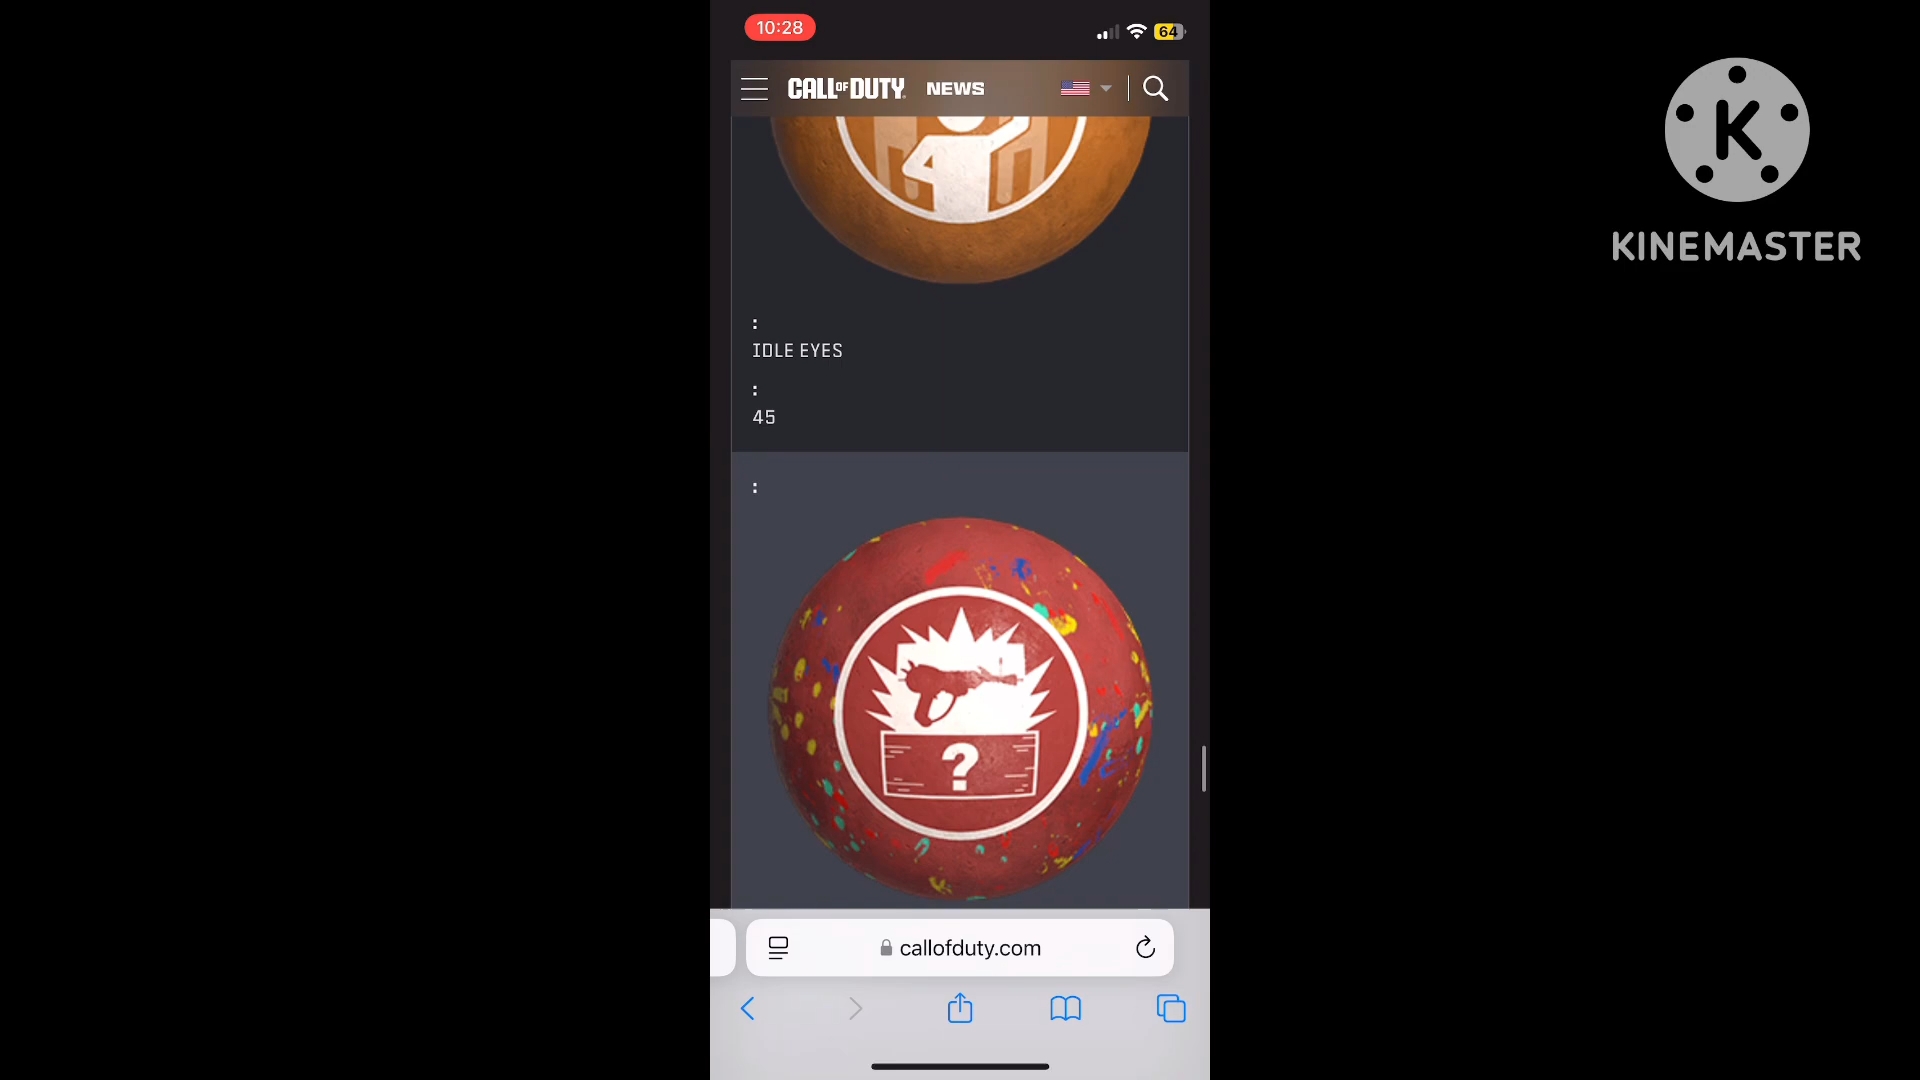 10:28
64
CALL OF DUTY. NEWS
K
KINEMASTER
:
IDLE EYES
:
45
:
?
callofduty.com